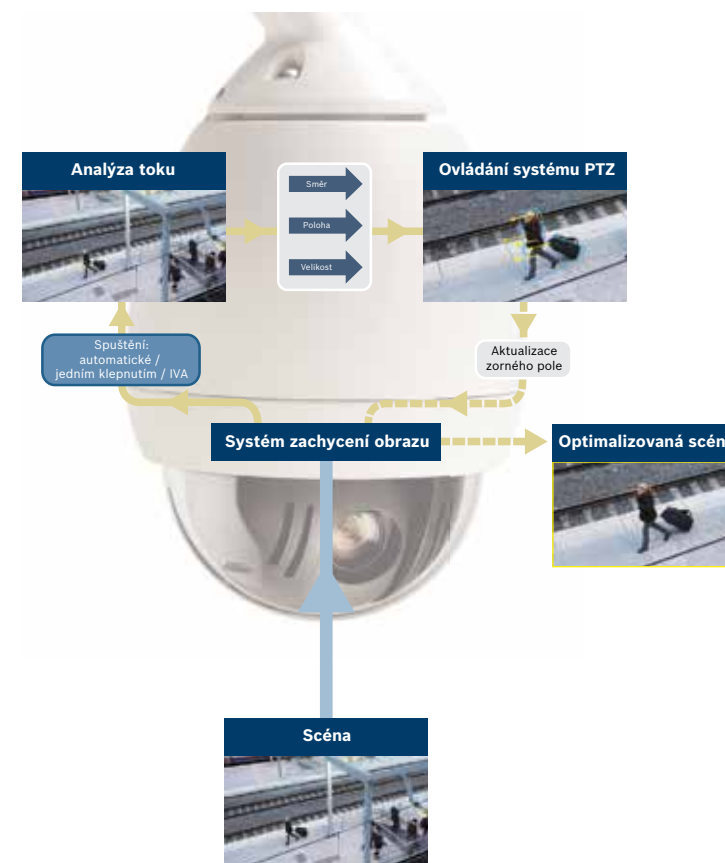 Analýza toku
Směr
Poloha
Velikost
Ovládání systému PTZ
Spuštění:
automatické /
jedním klepnutím / IVA
Aktualizace
zorného pole
Systém zachycení obrazu
Optimalizovaná scén
Scéna